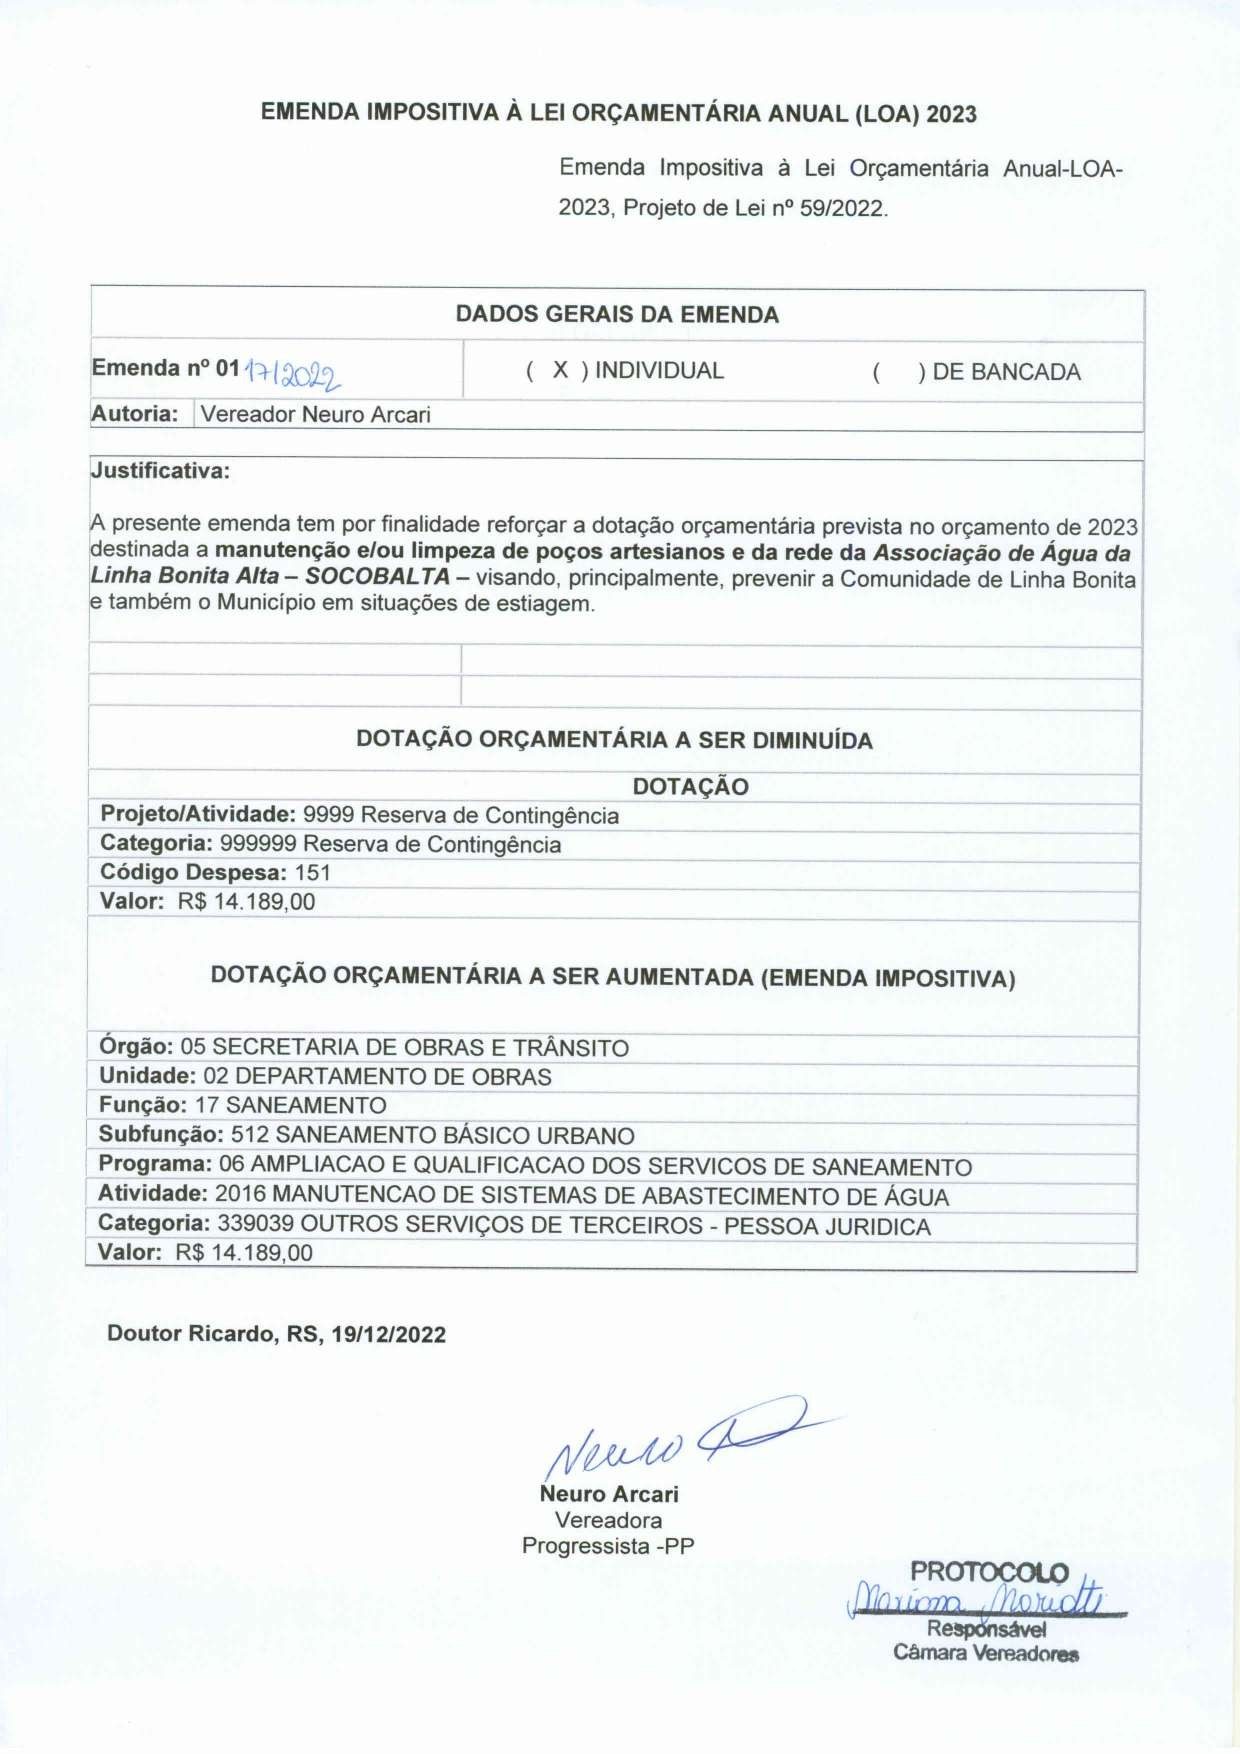 EMENDA IMPOSITIVA À LEI ORÇAMENTÁRIA ANUAL (LOA) 2023
Emenda Impositiva à Lei Orçamentária Anual-LOA-
2023, Projeto de Lei nº 59/2022.
DADOS GERAIS DA EMENDA
Emenda nº 01 17/2022 ( X ) INDIVIDUAL ( ) DE BANCADA
Autoria: Vereador Neuro Arcari
Justificativa:
A presente emenda tem por finalidade reforçar a dotação orçamentária prevista no orçamento de 2023
destinada a manutenção e/ou limpeza de poços artesianos e da rede da Associação de Água da
Linha Bonita Alta – SOCOBALTA – visando, principalmente, prevenir a Comunidade de Linha Bonita
e também o Município em situações de estiagem.
DOTAÇÃO ORÇAMENTÁRIA A SER DIMINUÍDA
DOTAÇÃO
Projeto/Atividade: 9999 Reserva de Contingência
Categoria: 999999 Reserva de Contingência
Código Despesa: 151
Valor: R$ 14.189,00
DOTAÇÃO ORÇAMENTÁRIA A SER AUMENTADA (EMENDA IMPOSITIVA)
Órgão: 05 SECRETARIA DE OBRAS E TRÂNSITO
Unidade: 02 DEPARTAMENTO DE OBRAS
Função: 17 SANEAMENTO
Subfunção: 512 SANEAMENTO BÁSICO URBANO
Programa: 06 AMPLIACAO E QUALIFICACAO DOS SERVICOS DE SANEAMENTO
Atividade: 2016 MANUTENCAO DE SISTEMAS DE ABASTECIMENTO DE ÁGUA
Categoria: 339039 OUTROS SERVIÇOS DE TERCEIROS - PESSOA JURIDICA
Valor: R$ 14.189,00
Doutor Ricardo, RS, 19/12/2022
Neuro
Neuro Arcari
Vereadora
Progressista -PP
PROTOCOLO
Mariana Moriotti
Responsável
Câmara Vereadores